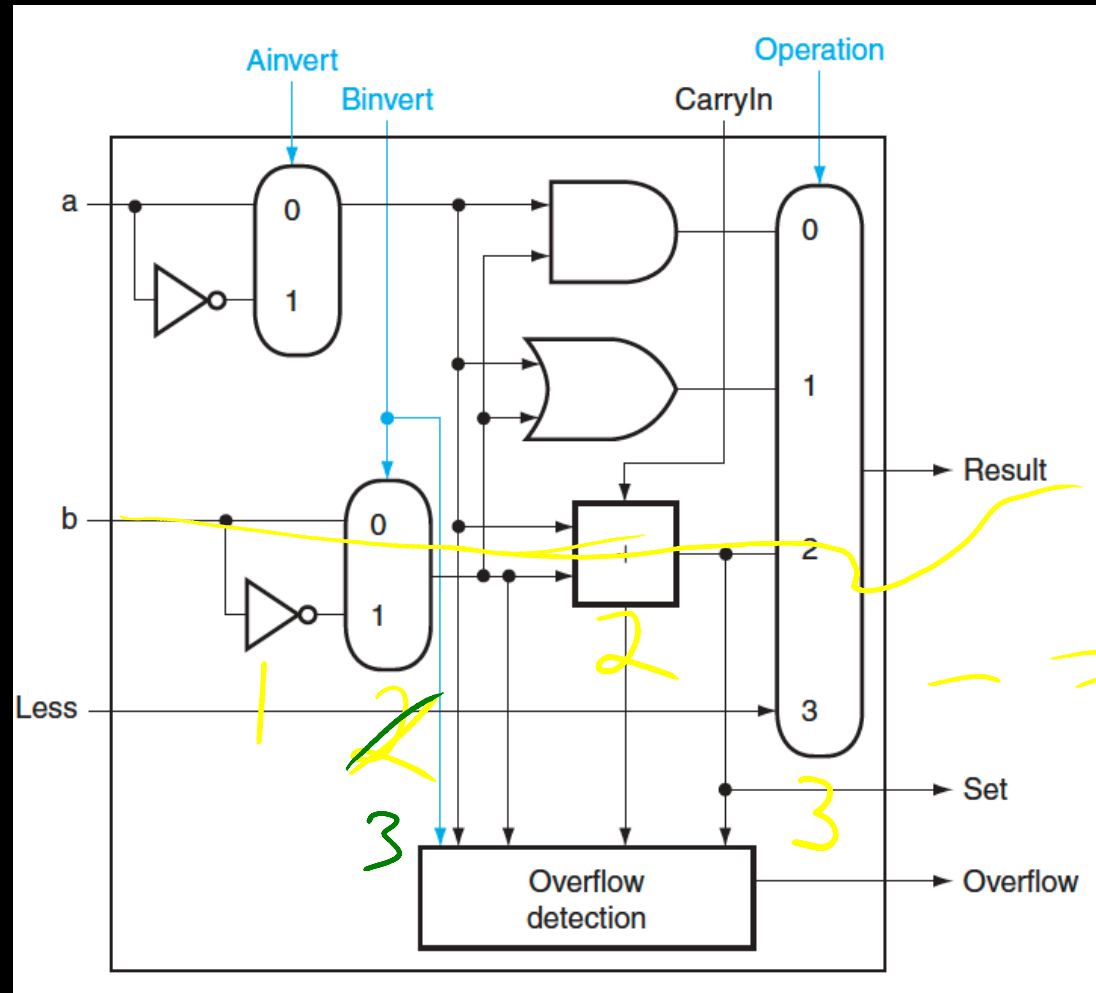 Ainvert
Binvert
CarryIn
Operation
a
0
1
0
1
Result
b
0
1
2
1
2
2
Less
3
3
3
Set
Overflow
detection
Overflow